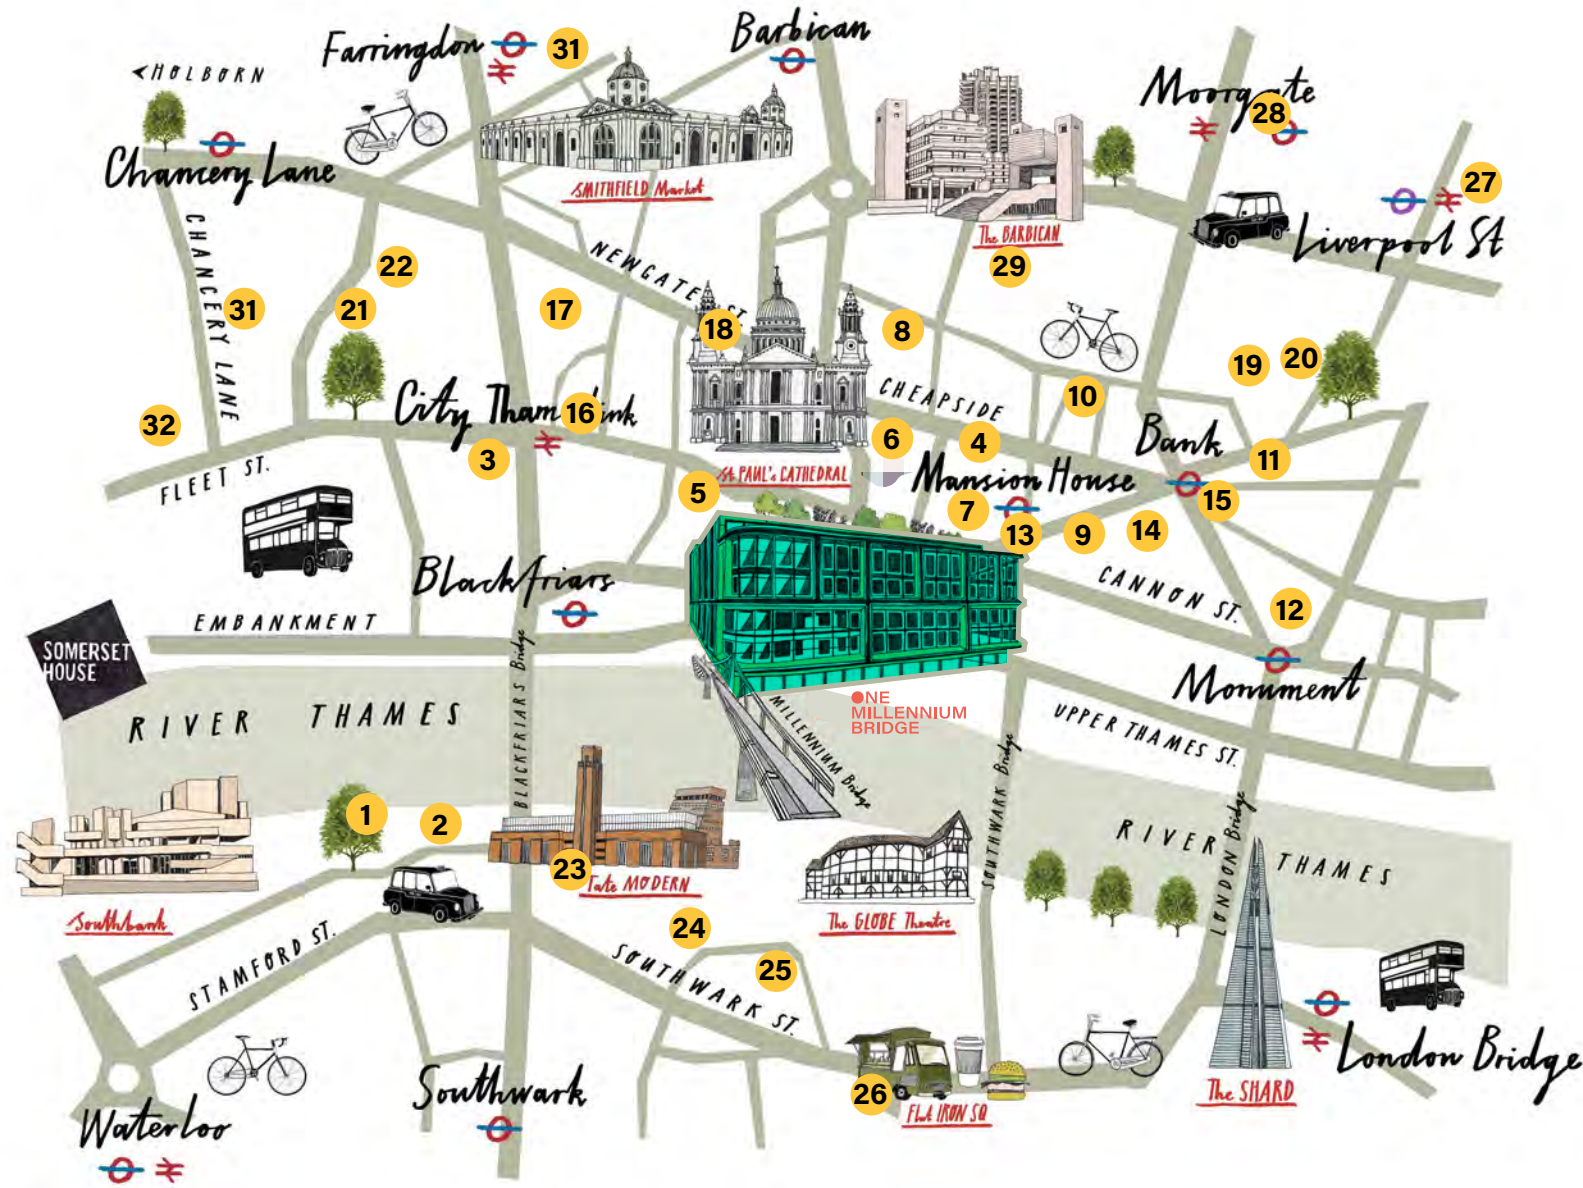 Farringdon
31
Barbican
<HOLBORN
Moorgate
28
Chancery Lane
SMITHFIELD Market
27
The BARBICAN
Liverpool St
29
CHANCERY LANE
22
NEWGATE ST.
31
21
17
18
8
19
20
CHEAPSIDE
10
City Thameslink
16
32
6
4
Bank
3
11
FLEET ST.
St PAUL's CATHEDRAL
Mansion House
5
7
15
13
9
14
Blackfriars
CANNON ST.
12
EMBANKMENT
SOMERSET
HOUSE
BLACKFRIARS Bridge
Monument
RIVER THAMES
MILLENNIUM Bridge
ONE
MILLENNIUM
BRIDGE
UPPER THAMES ST.
SOUTHWARK Bridge
1
2
RIVER THAMES
LONDON Bridge
23
Tate MODERN
Southbank
The GLOBE Theatre
24
STAMFORD ST.
SOUTHWARK ST.
25
London Bridge
Southwark
26
FLAT IRON SQ
The SHARD
Waterloo